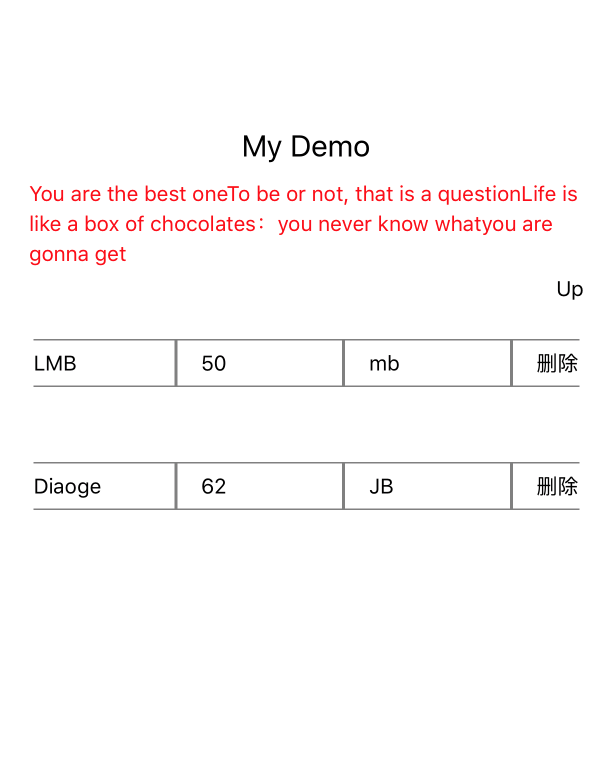 My Demo
You are the best oneTo be or not, that is a questionLife is
like a box of chocolates：you never know whatyou are
gonna get
Up
LMB 50 mb 删除
Diaoge 62 JB 删除